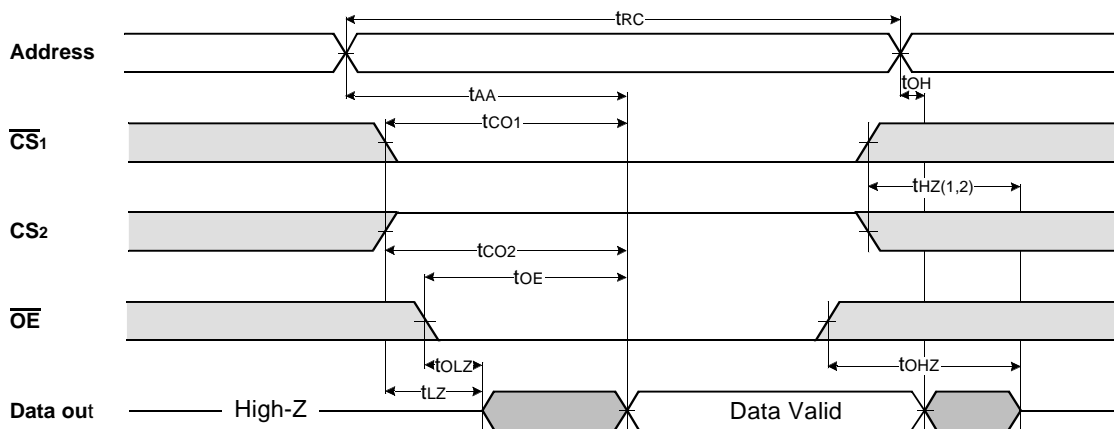 tRC
Address
tOH
tAA
tCO1
CS1
tHZ(1,2)
CS2
tCO2
tOE
OE
tOLZ
tOHZ
tLZ
Data out
High-Z
Data Valid